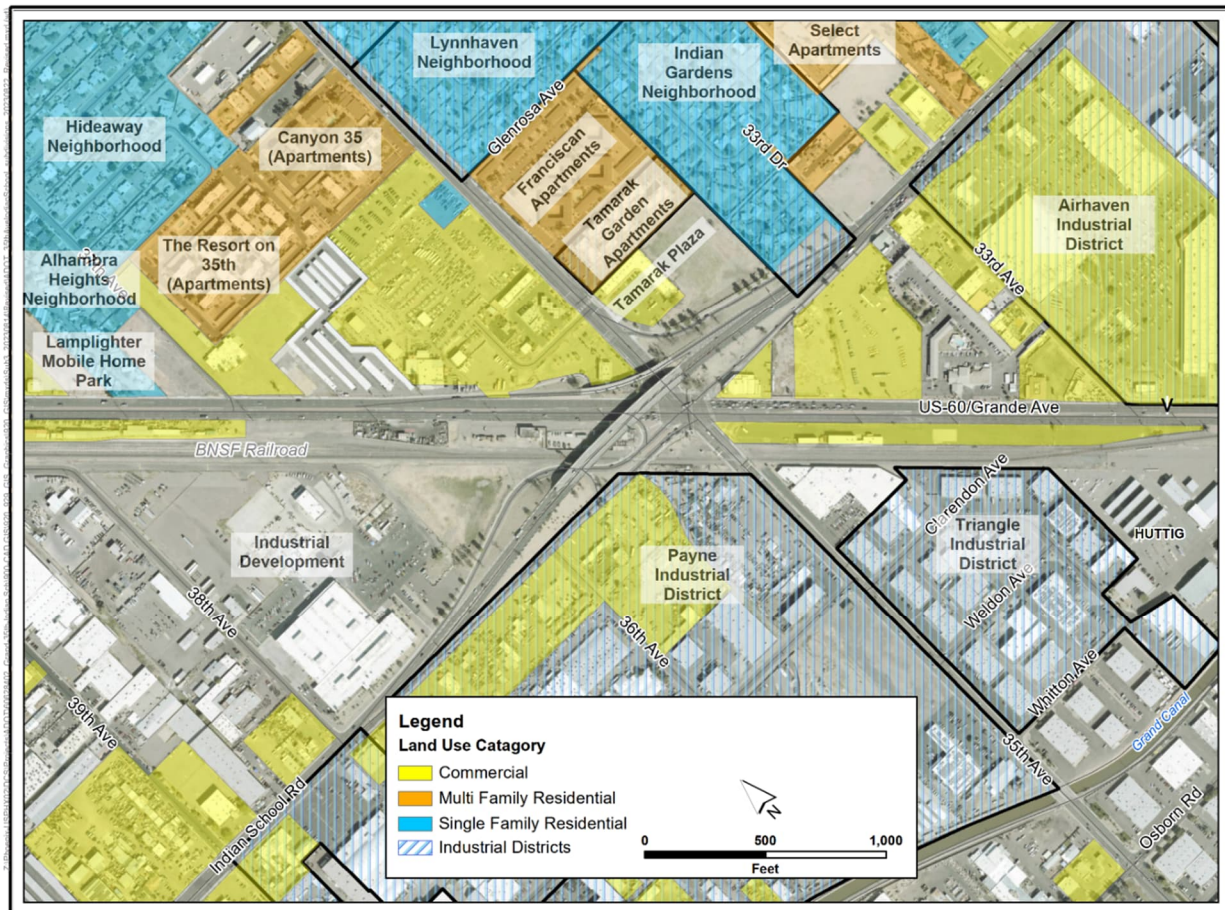 Lynnhaven
Neighborhood
Indian
Gardens
Neighborhood
Select
Apartments
Hideaway
Neighborhood
Canyon 35
(Apartments)
Glenrosa Ave
Franciscan
Apartments
33rd Dr
Tamarak
Garden
Apartments
Tamarak Plaza
Airhaven
Industrial
District
33rd Ave
The Resort on
35th
(Apartments)
Alhambra
Heights
Neighborhood
Lamplighter
Mobile Home
Park
US-60/Grande Ave
V
BNSF Railroad
Industrial
Development
Clarendon Ave
Triangle
Industrial
District
HUTTIG
Payne
Industrial
District
Weldon Ave
38th Ave
36th Ave
Whitton Ave
39th Ave
Grand Canal
35th Ave
Indian School Rd
Osborn Rd
Legend
Land Use Catagory
Commercial
Multi Family Residential
Single Family Residential
Industrial Districts
N
0 500 1,000
Feet